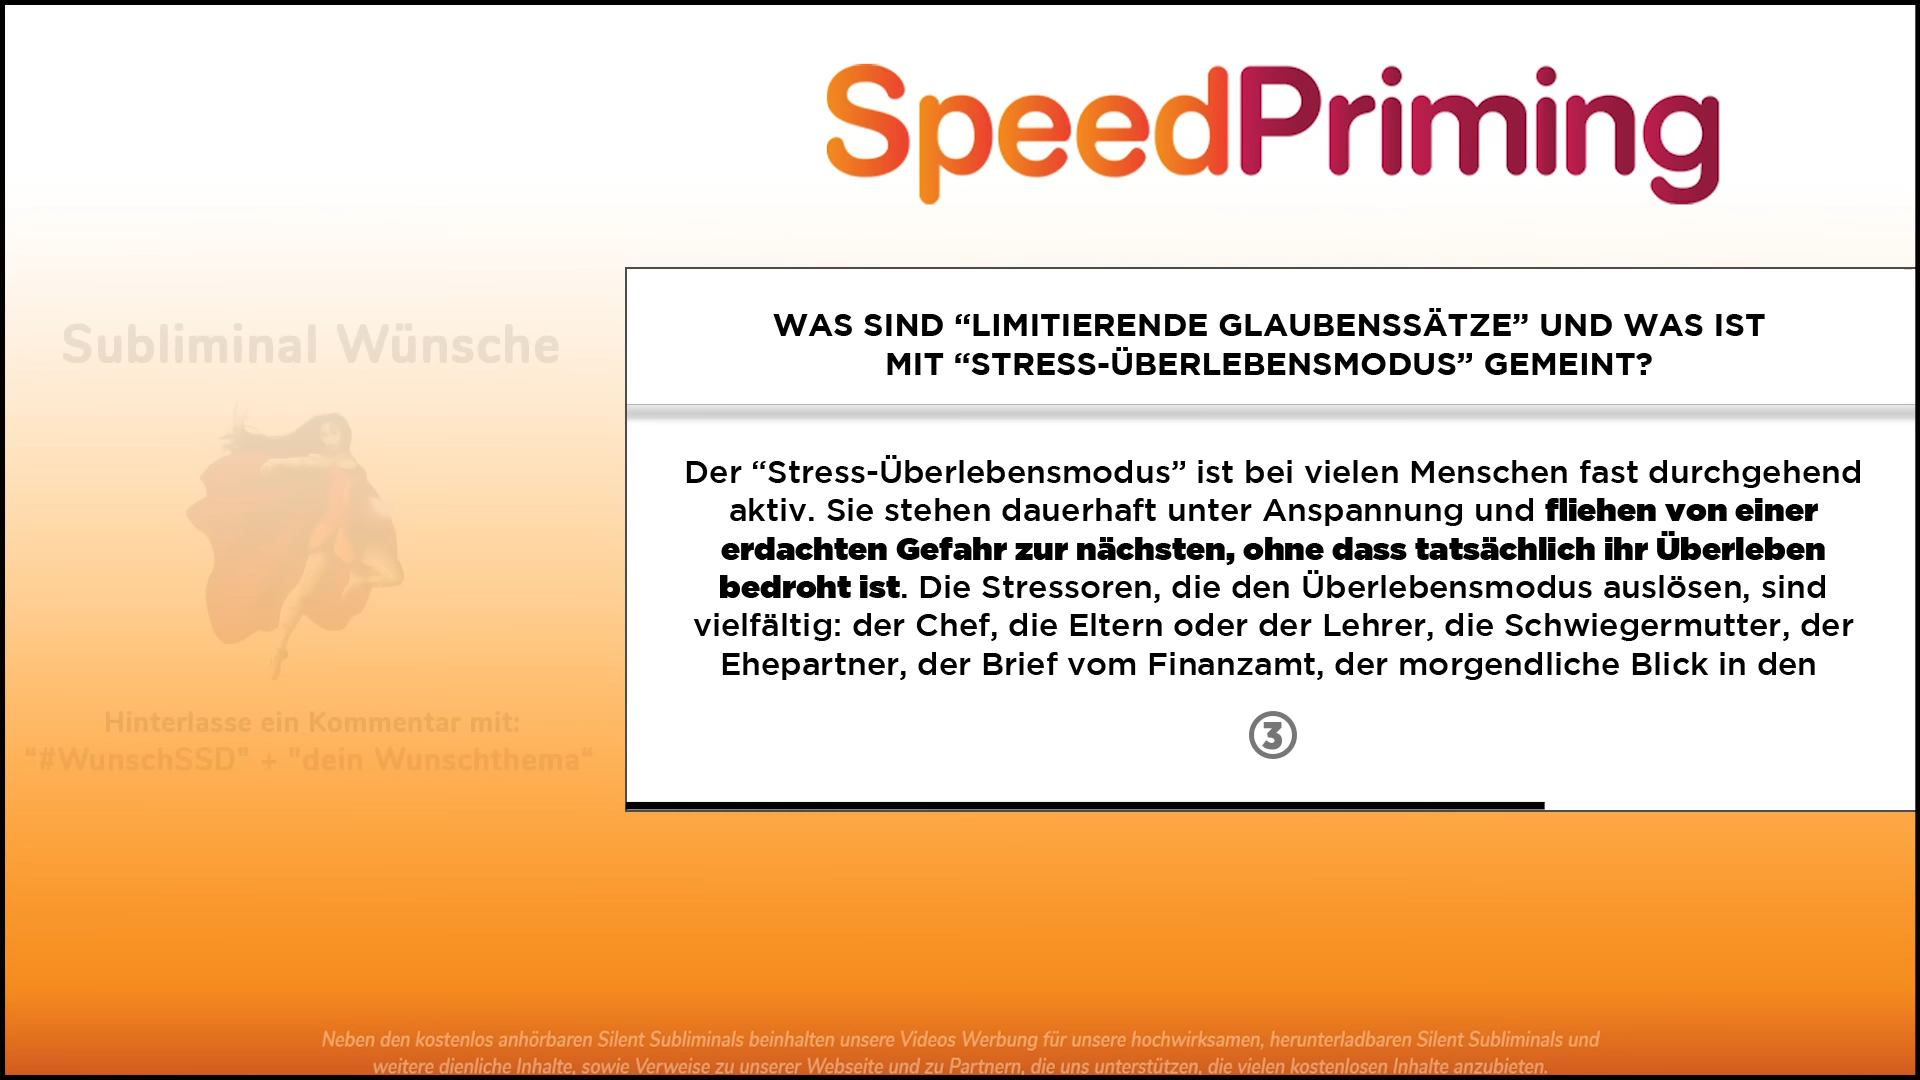 SpeedPriming
WAS SIND “LIMITIERENDE GLAUBENSSÄTZE” UND WAS IST
MIT “STRESS-ÜBERLEBENSMODUS” GEMEINT?
Subliminal Wünsche
Hinterlasse ein Kommentar mit:
“#WunschSSD" + "dein Wunschthema“
Der “Stress-Überlebensmodus” ist bei vielen Menschen fast durchgehend
aktiv. Sie stehen dauerhaft unter Anspannung und fliehen von einer
erdachten Gefahr zur nächsten, ohne dass tatsächlich ihr Überleben
bedroht ist. Die Stressoren, die den Überlebensmodus auslösen, sind
vielfältig: der Chef, die Eltern oder der Lehrer, die Schwiegermutter, der
Ehepartner, der Brief vom Finanzamt, der morgendliche Blick in den
3
Neben den kostenlos anhörbaren Silent Subliminals beinhalten unsere Videos Werbung für unsere hochwirksamen, herunterladbaren Silent Subliminals und
weitere dienliche Inhalte, sowie Verweise zu unserer Webseite und zu Partnern, die uns unterstützen, die vielen kostenlosen Inhalte anzubieten.